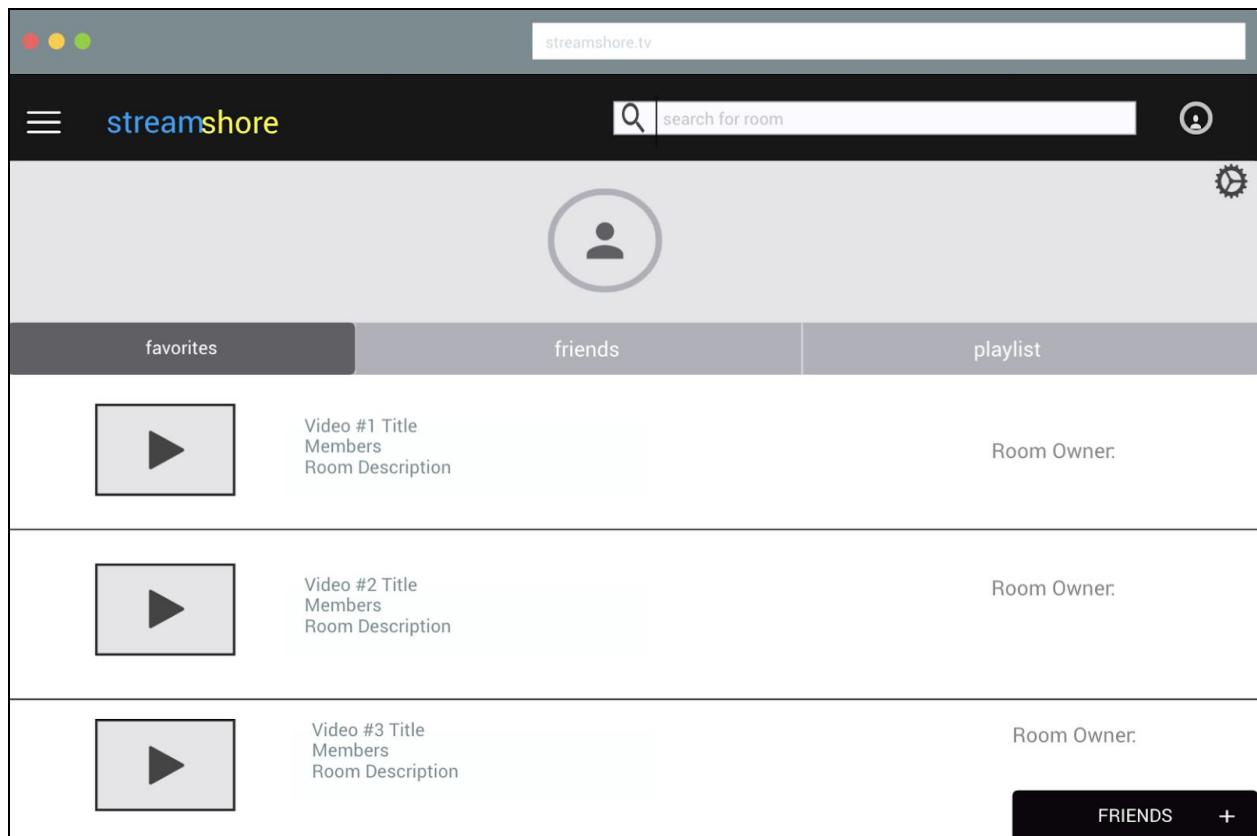 streamshore.tv
streamshore
search for room
favorites
friends
playlist
Video #1 Title
Members
Room Description
Room Owner:
Video #2 Title
Members
Room Description
Room Owner:
Video #3 Title
Members
Room Description
Room Owner:
FRIENDS +